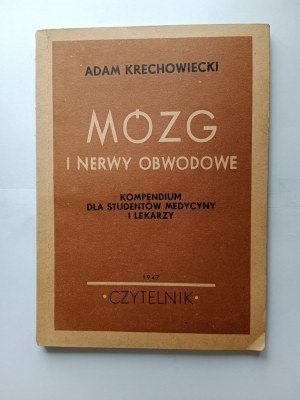 ADAM KRECHOWIECKI
MÓZG
I NERWY OBWODOWE
KOMPENDIUM
DLA STUDENTÓW MEDYCYNY
I LEKARZY
1947
·CZYTELNIK·